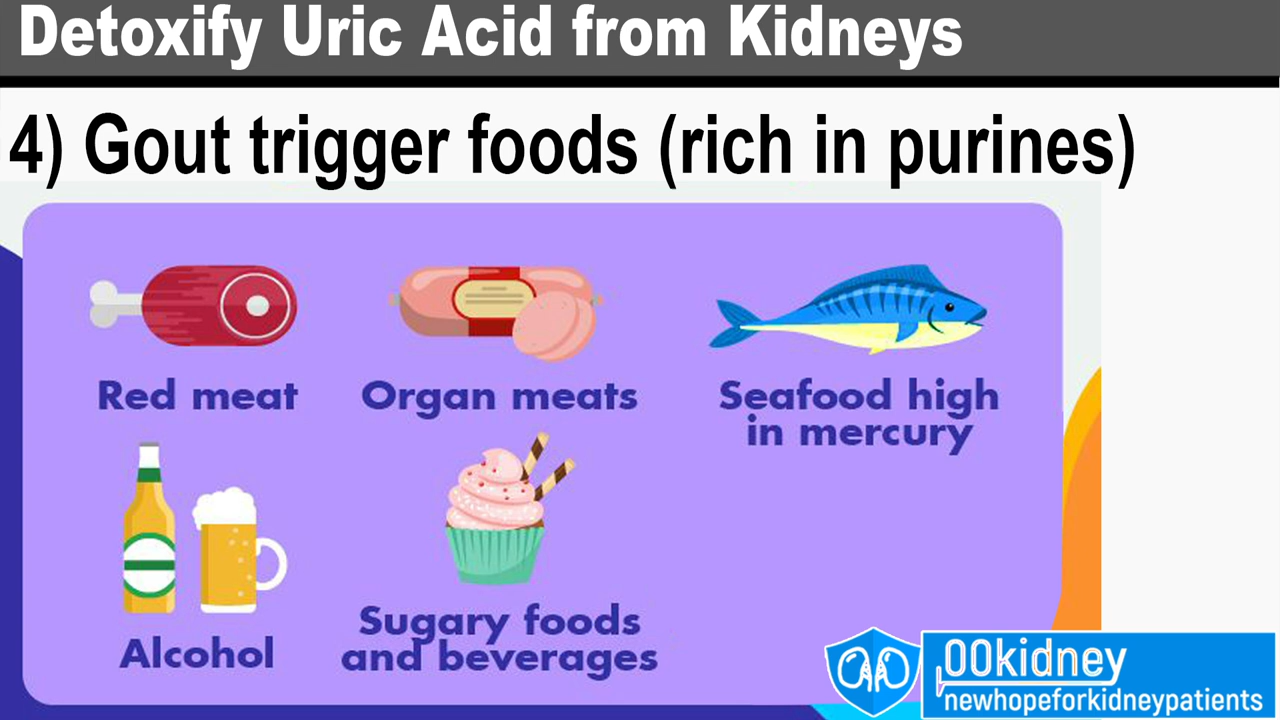 Detoxify Uric Acid from Kidneys
4) Gout trigger foods (rich in purines)
Red meat
Organ meats
Seafood high
in mercury
Alcohol
Sugary foods
and beverages
00kidney
newhopeforkidneypatients